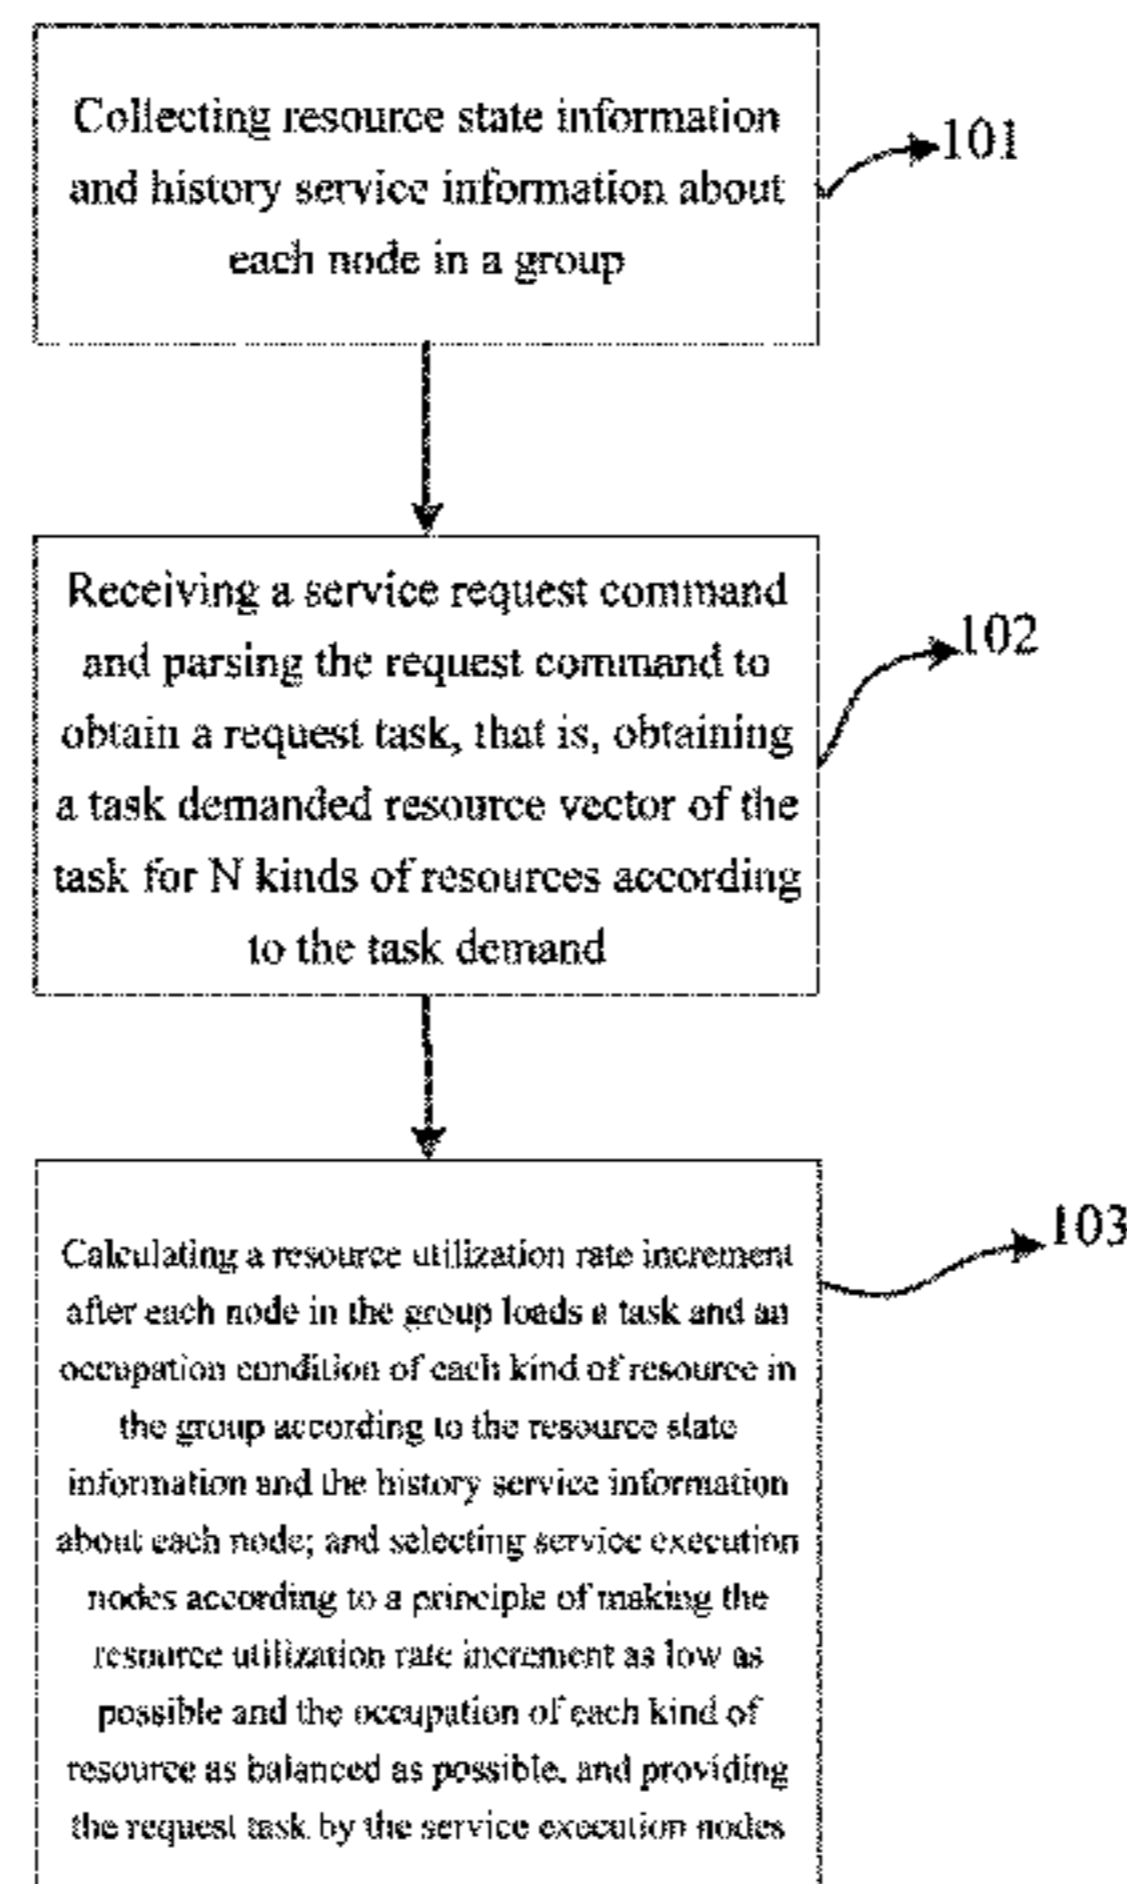 Collecting resource state information
and history service information about
each node in a group
101
Receiving a service request command
and parsing the request command to
obtain a request task, that is, obtaining
a task demanded resource vector of the
task for N kinds of resources according
to the task demand
102
Calculating a resource utilization rate increment
after each node in the group loads a task and an
occupation condition of each kind of resource in
the group according to the resource state
information and the history service information
about each node; and selecting service execution
nodes according to a principle of making the
resource utilization rate increment as low as
possible and the occupation of each kind of
resource as balanced as possible, and providing
the request task by the service execution nodes
103